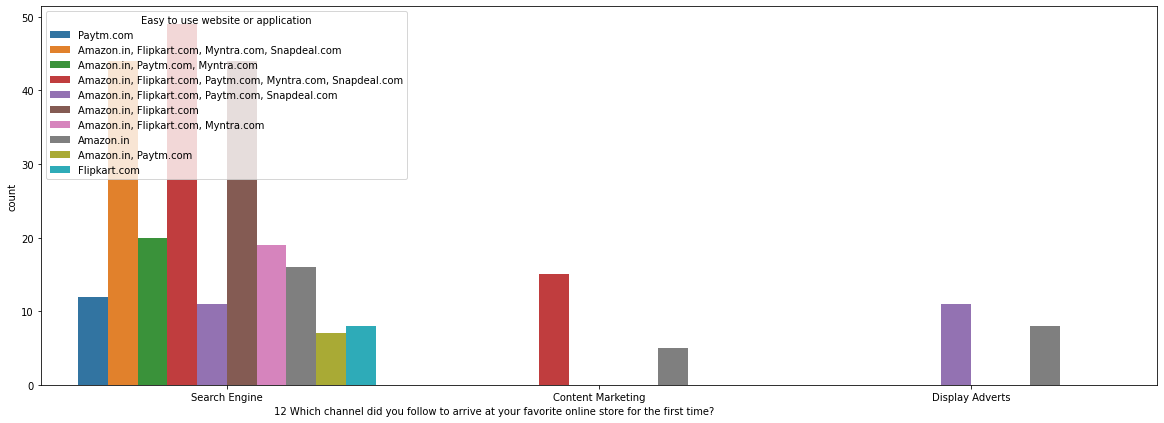 Easy to use website or application
Paytm.com
Amazon.in, Flipkart.com, Myntra.com, Snapdeal.com
Amazon.in, Paytm.com, Myntra.com
Amazon.in, Flipkart.com, Paytm.com, Myntra.com, Snapdeal.com
Amazon.in, Flipkart.com, Paytm.com, Snapdeal.com
Amazon.in, Flipkart.com
Amazon.in, Flipkart.com, Myntra.com
Amazon.in
Amazon.in, Paytm.com
Flipkart.com
50
40
30
20
10
0
count
Search Engine
Content Marketing
Display Adverts
12 Which channel did you follow to arrive at your favorite online store for the first time?